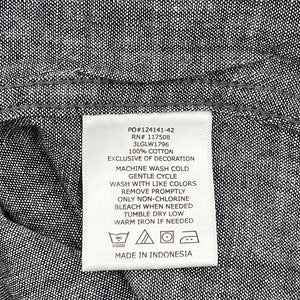 PO#124141-42
RN# 117508
3LGLW1796
100% COTTON
EXCLUSIVE OF DECORATION
MACHINE WASH COLD
GENTLE CYCLE
WASH WITH LIKE COLORS
REMOVE PROMPTLY
ONLY NON-CHLORINE
BLEACH WHEN NEEDED
TUMBLE DRY LOW
WARM IRON IF NEEDED
MADE IN INDONESIA